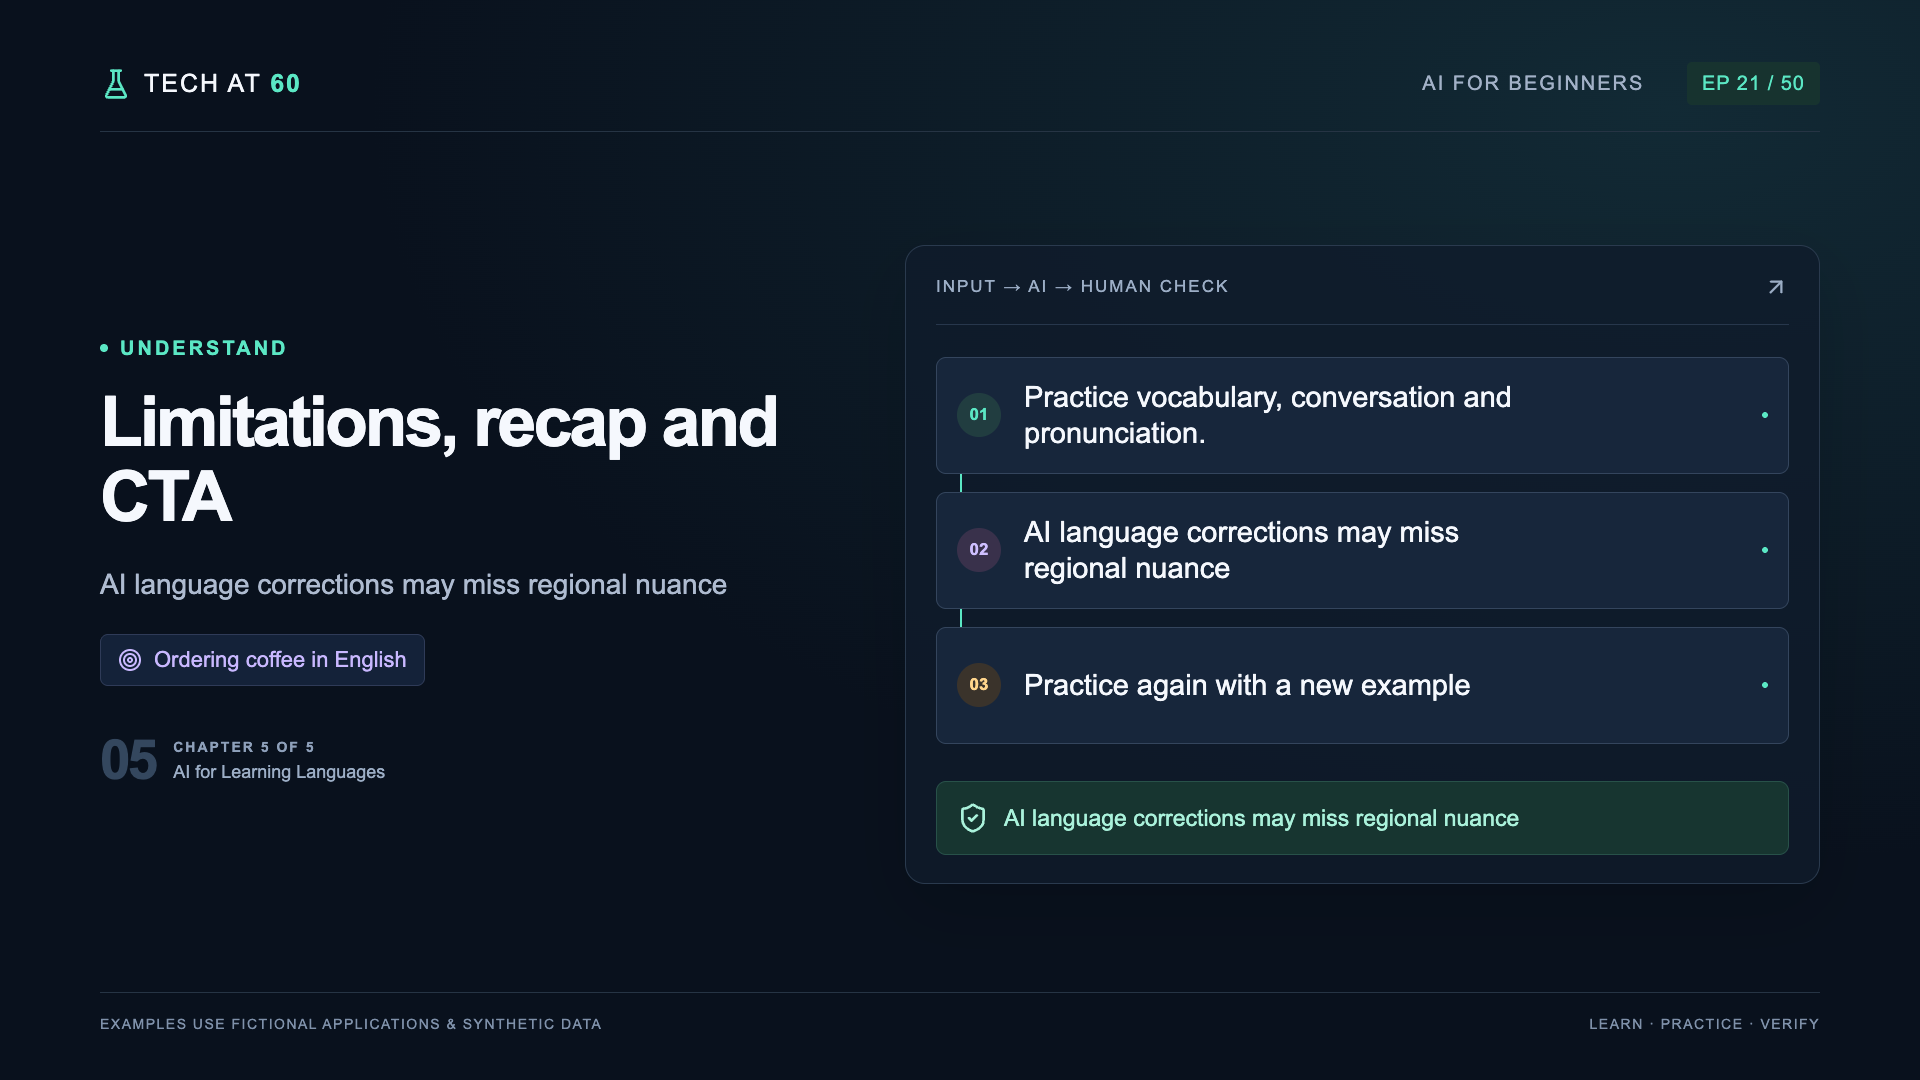 TECH AT 60
AI FOR BEGINNERS
EP 21 / 50
UNDERSTAND
Limitations, recap and
CTA
AI language corrections may miss regional nuance
Ordering coffee in English
05
CHAPTER 5 OF 5
AI for Learning Languages
INPUT → AI → HUMAN CHECK
01
Practice vocabulary, conversation and
pronunciation.
02
AI language corrections may miss
regional nuance
03
Practice again with a new example
AI language corrections may miss regional nuance
EXAMPLES USE FICTIONAL APPLICATIONS & SYNTHETIC DATA
LEARN · PRACTICE · VERIFY